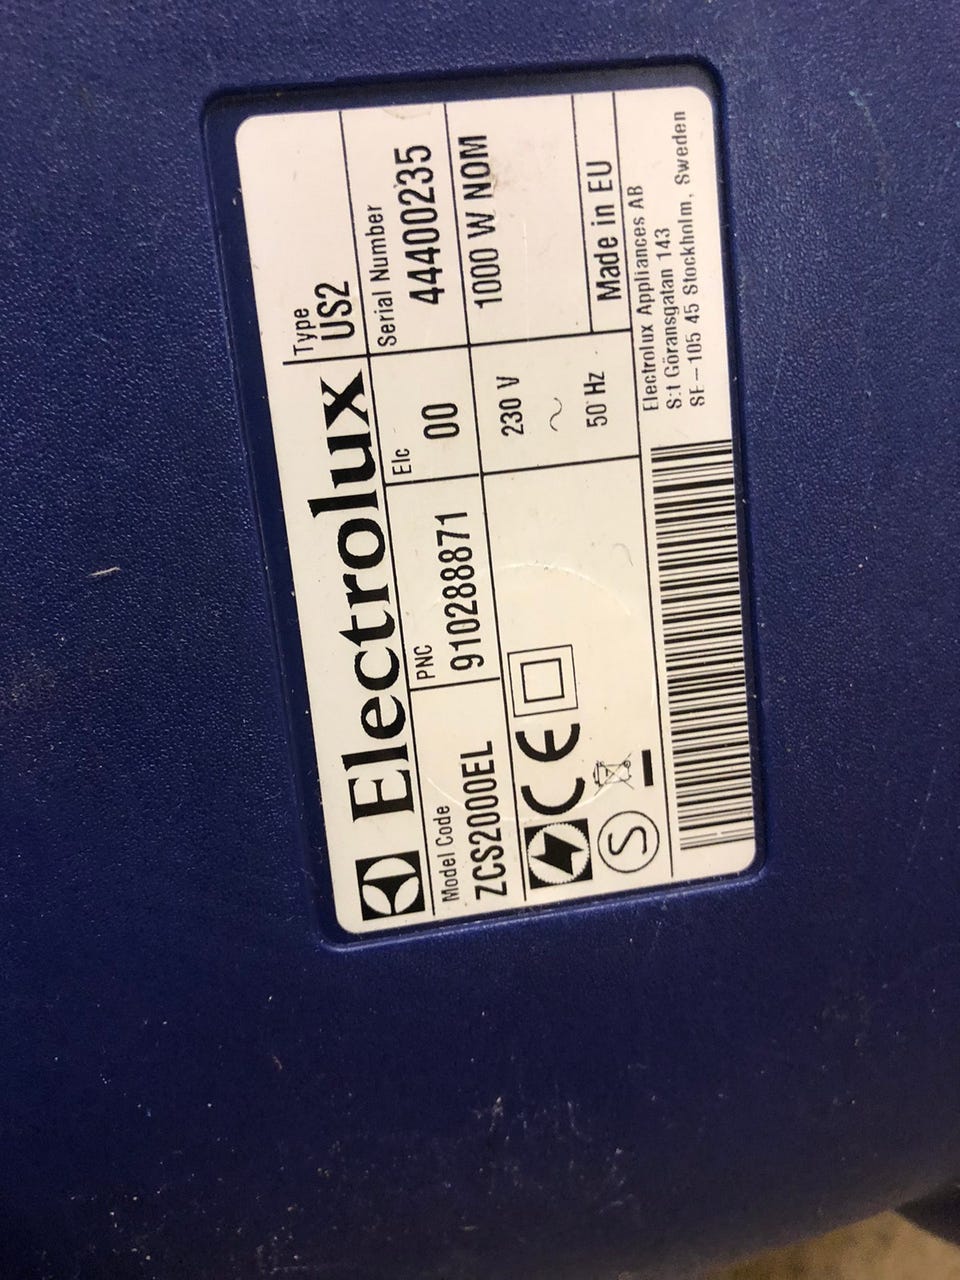 Electrolux
Type
US2
Model Code
ZCS2000EL
PNC
910288871
Elc
00
Serial Number
44400235
230 V
~
50 Hz
1000 W NOM
Made in EU
CE
S
Electrolux Appliances AB
S:t Göransgatan 143
SE-105 45 Stockholm, Sweden